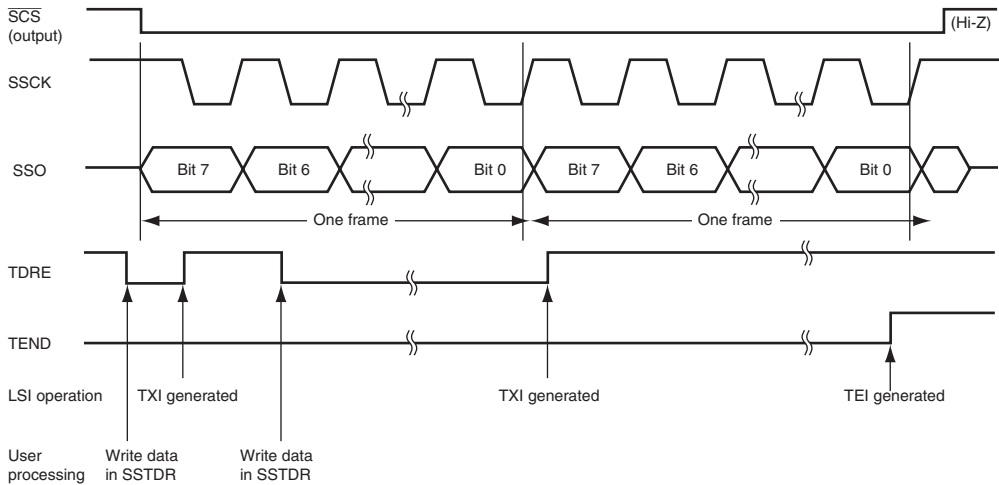 SCS
(output)
(Hi-Z)
SSCK
SSO
Bit 7
Bit 6
Bit 0
Bit 7
Bit 6
Bit 0
One frame
One frame
TDRE
TEND
LSI operation
TXI generated
TXI generated
TEI generated
User
processing
Write data
in SSTDR
Write data
in SSTDR